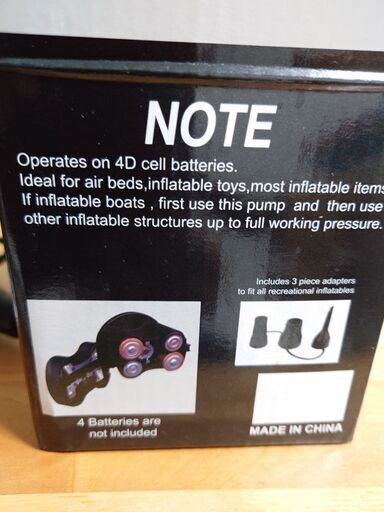 NOTE
Operates on 4D cell batteries.
Ideal for air beds,inflatable toys,most inflatable items
If inflatable boats , first use this pump and then use
other inflatable structures up to full working pressure.
Includes 3 piece adapters
to fit all recreational inflatables
4 Batteries are
not included
MADE IN CHINA